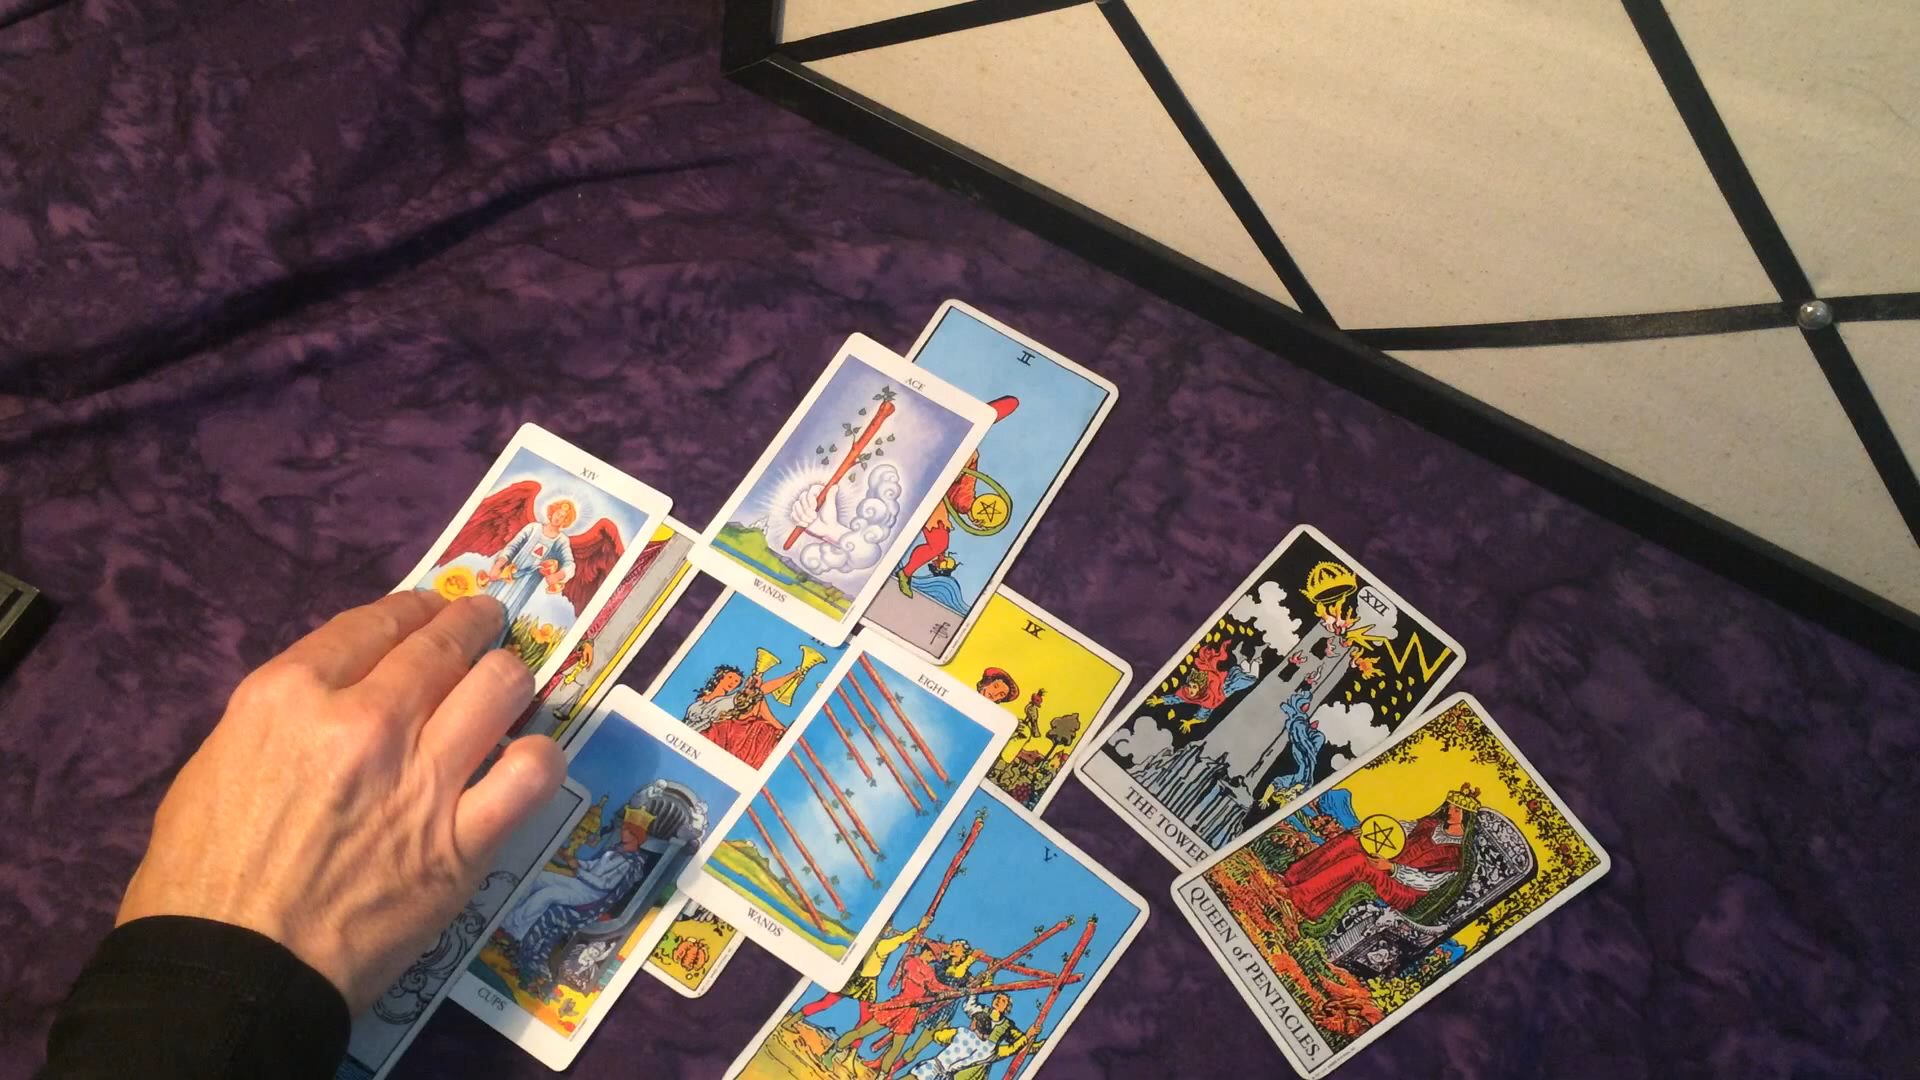 II
ACE
WANDS
XIV
IX
XVI
THE TOWER
EIGHT
WANDS
QUEEN
CUPS
V
QUEEN of PENTACLES.